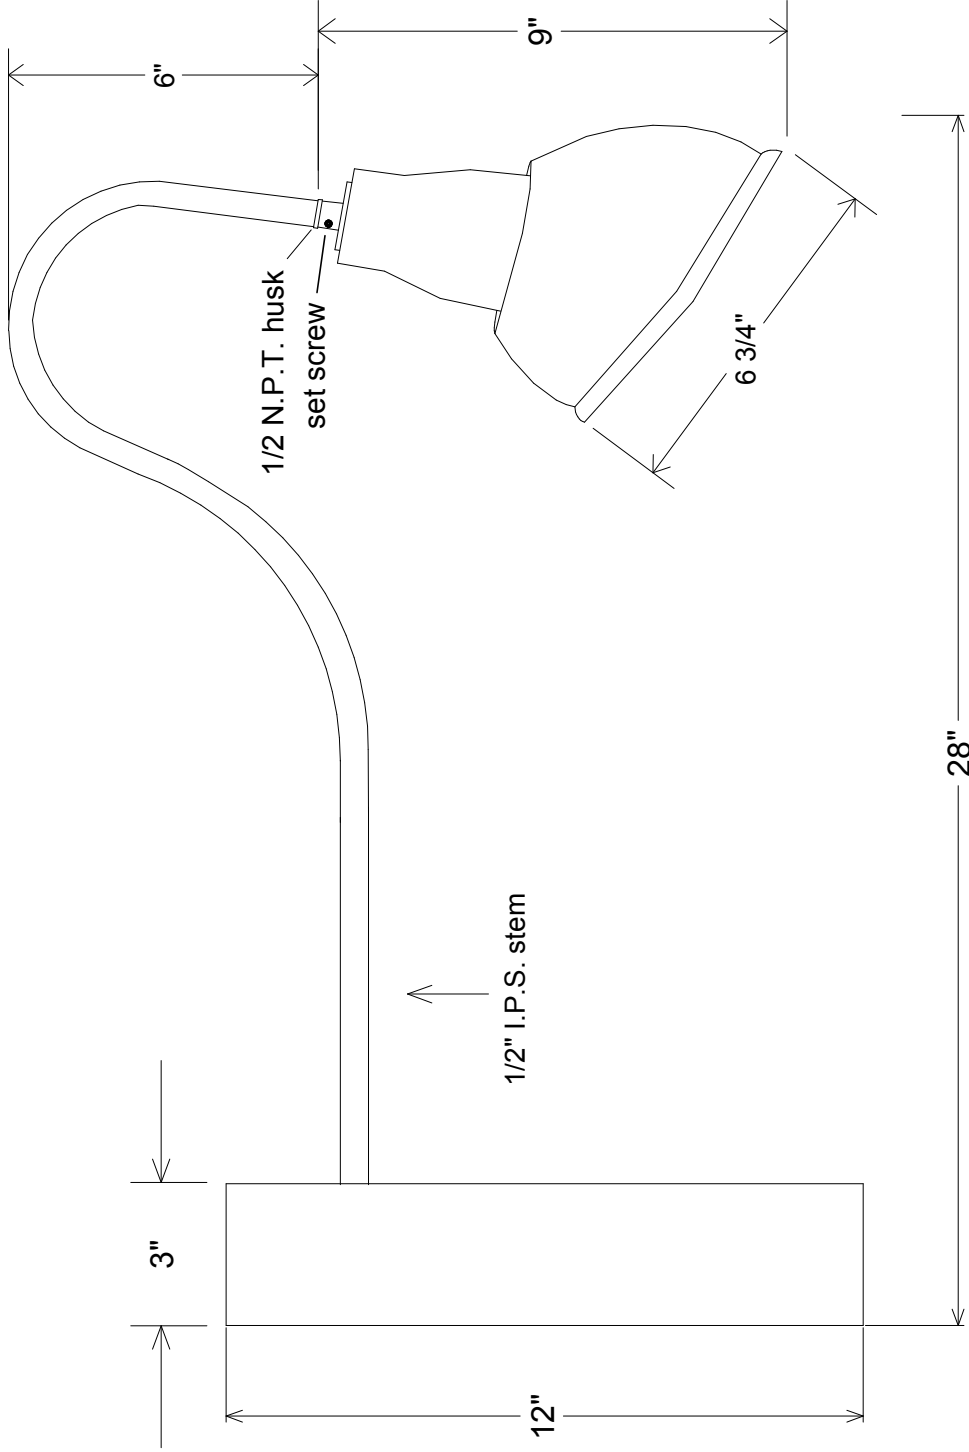 6"
9"
1/2 N.P.T. husk
set screw
6 3/4"
28"
1/2" I.P.S. stem
3"
12"